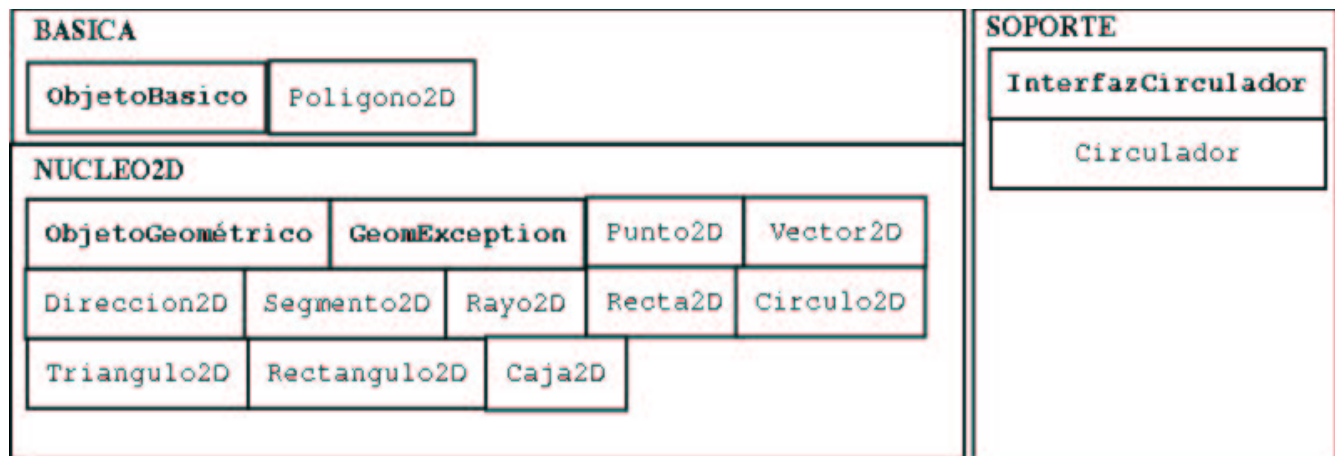 BASICA
ObjetoBasico Poligono2D
NUCLEO2D
ObjetoGeométrico GeomException Punto2D Vector2D
Direccion2D Segmento2D Rayo2D Recta2D Circulo2D
Triangulo2D Rectangulo2D Caja2D
SOPORTE
InterfazCirculador
Circulador